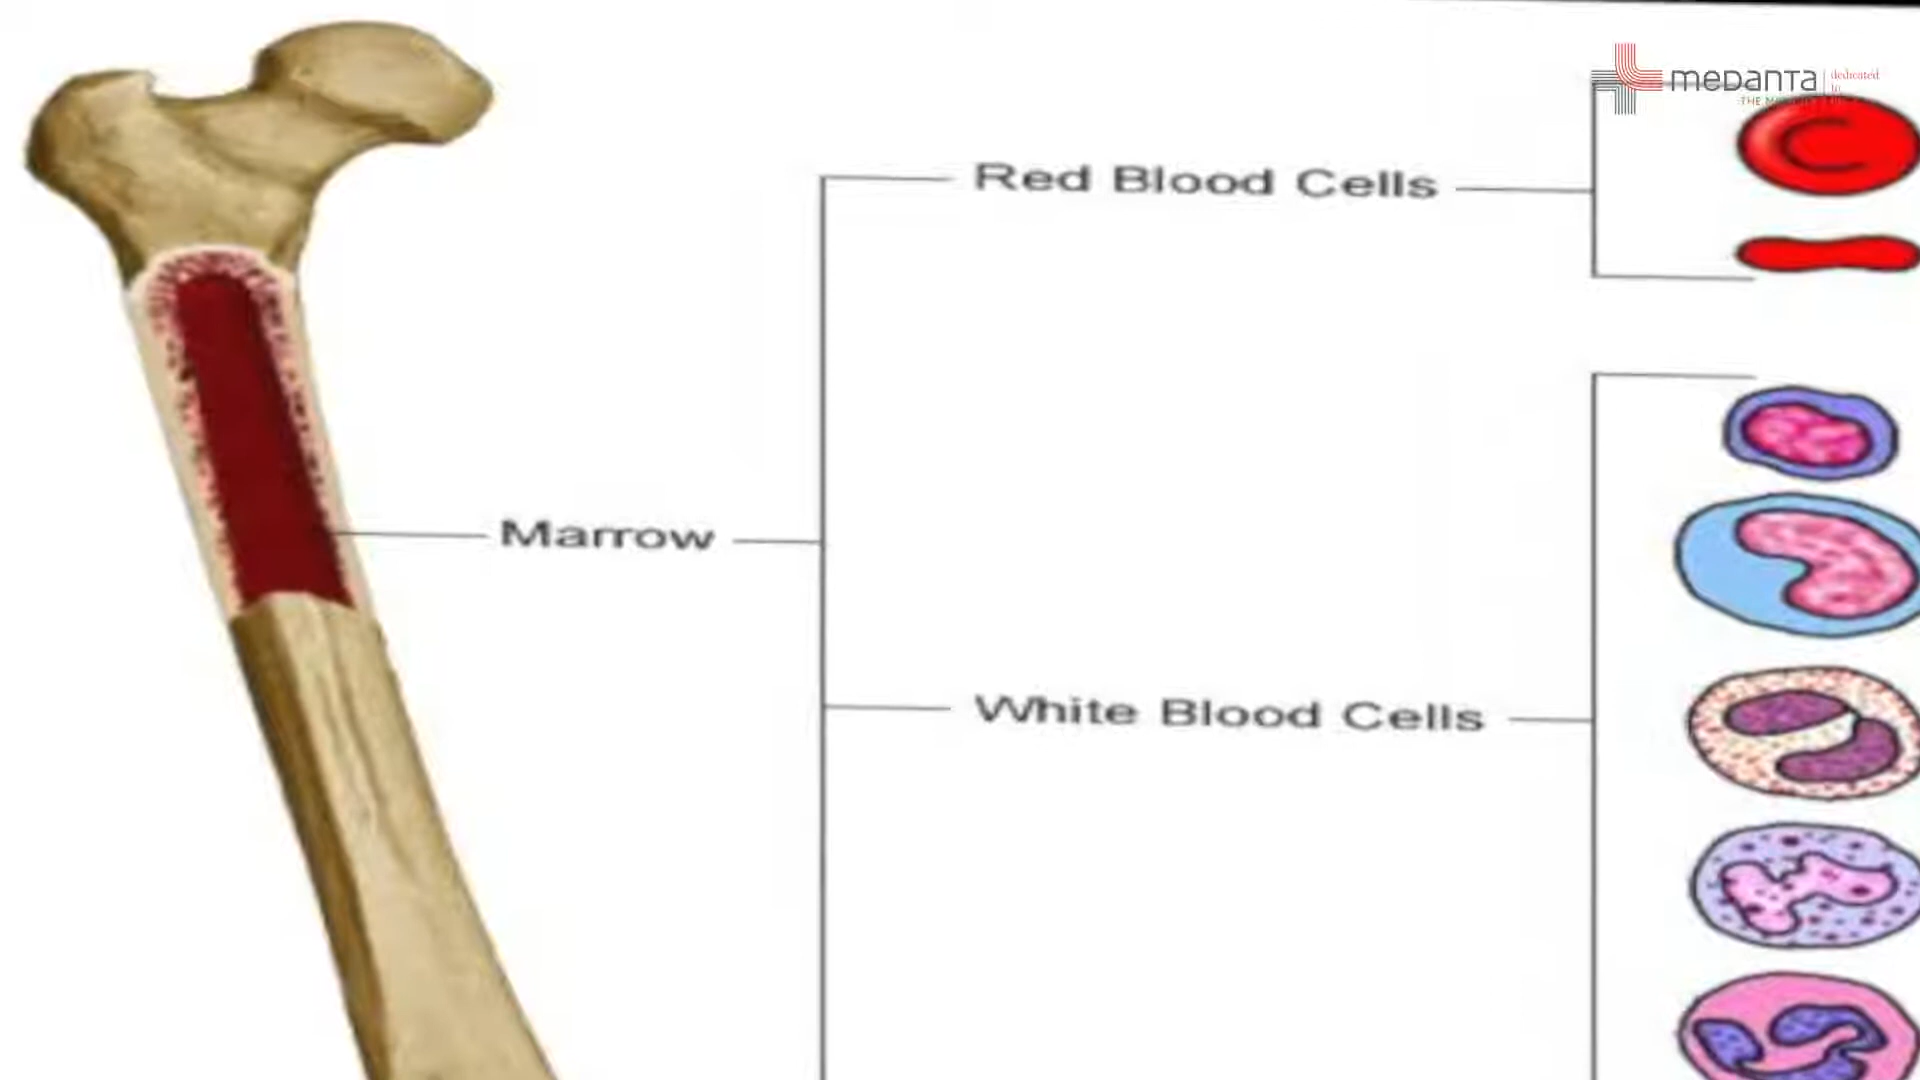 meDanTa
dedicated
to
Red Blood Cells
Marrow
White Blood Cells